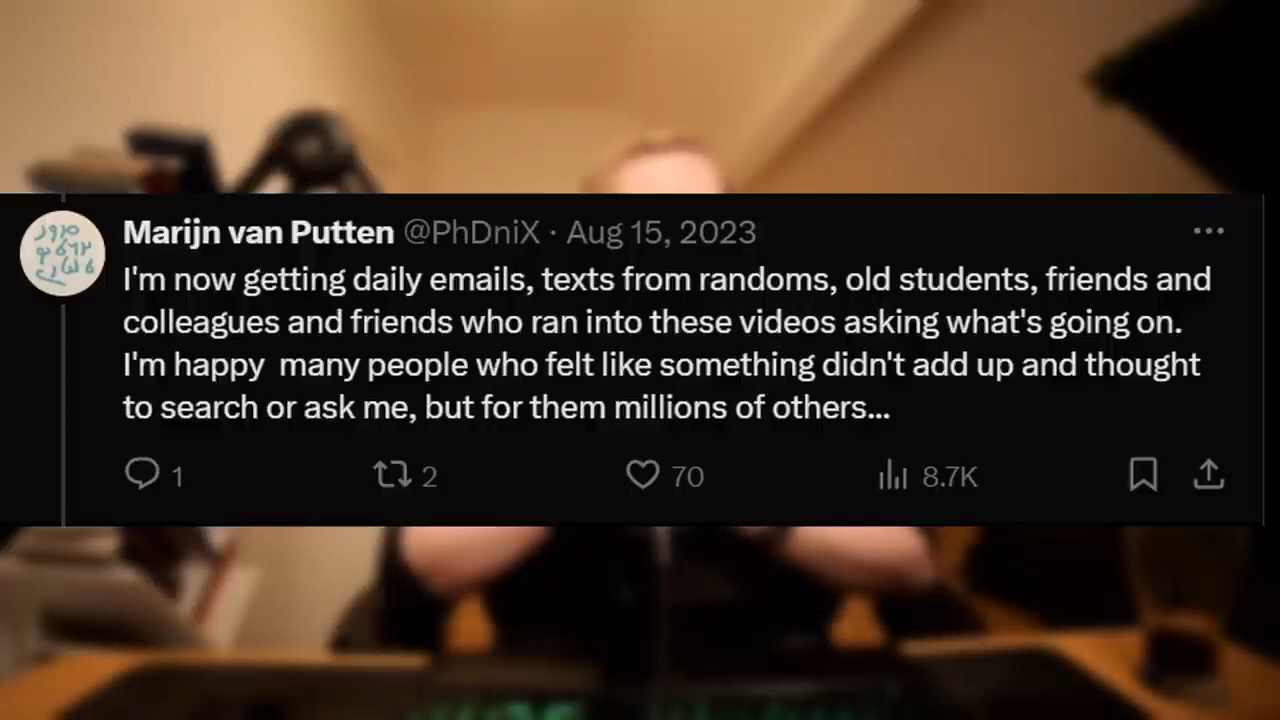 Marijn van Putten @PhDniX · Aug 15, 2023
I'm now getting daily emails, texts from randoms, old students, friends and
colleagues and friends who ran into these videos asking what's going on.
I'm happy  many people who felt like something didn't add up and thought
to search or ask me, but for them millions of others...
1 2 70 8.7K